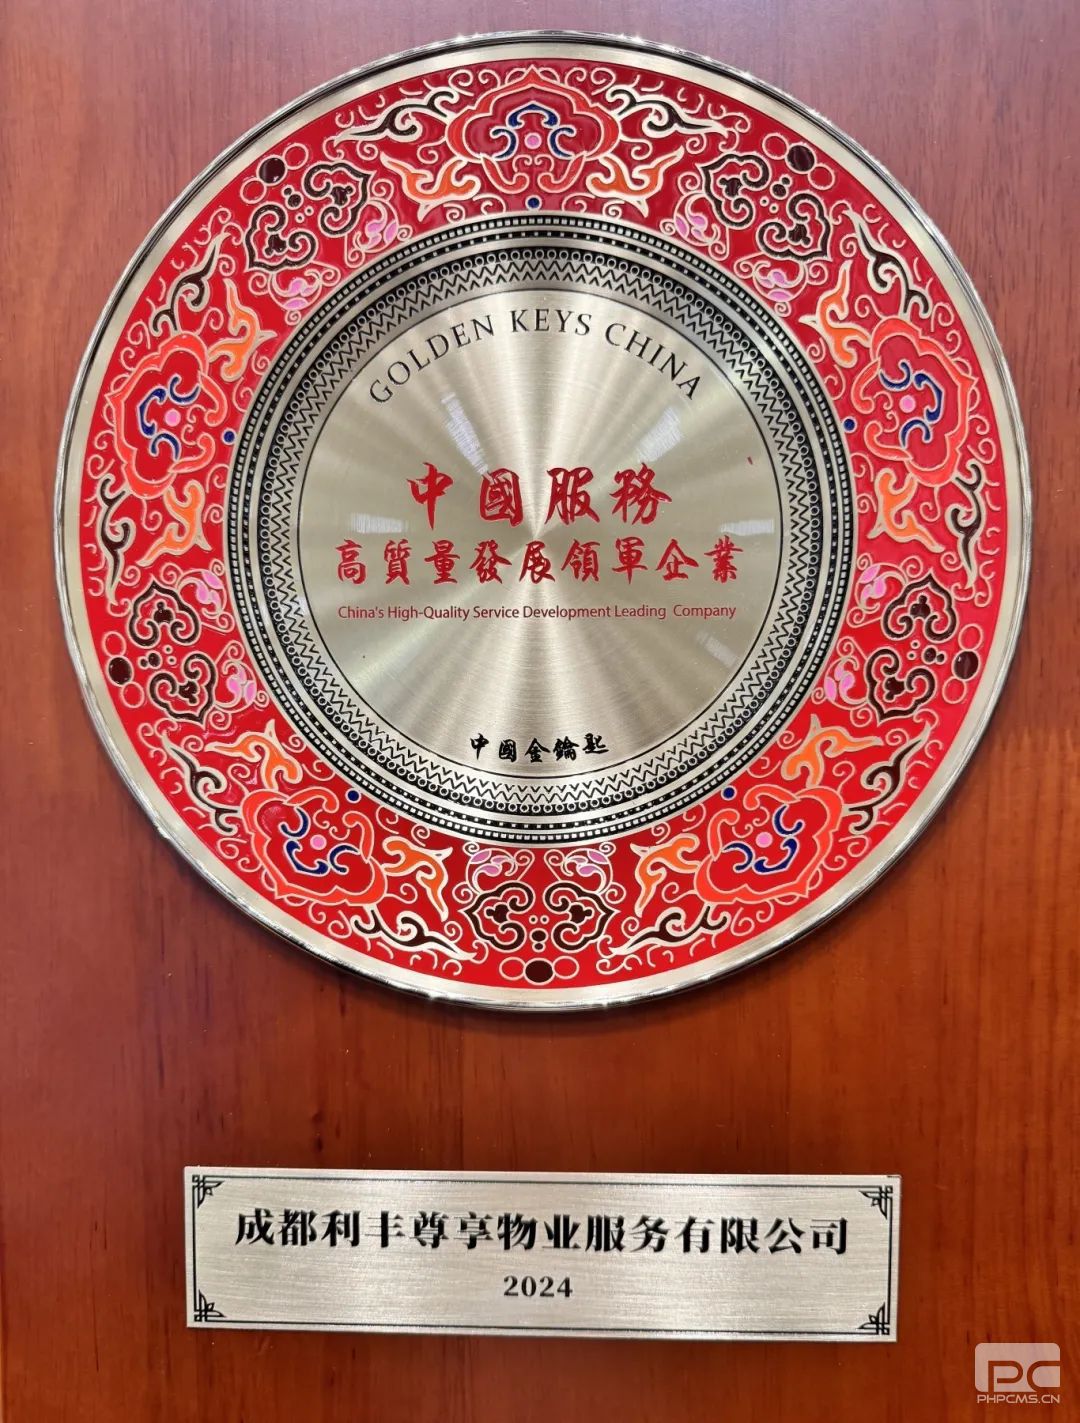 GOLDEN KEYS CHINA
中國服務
高質量發展領軍企業
China's High-Quality Service Development Leading Company
中國金鑰匙
成都利丰尊享物业服务有限公司
2024
PC
PHPCMS.CN